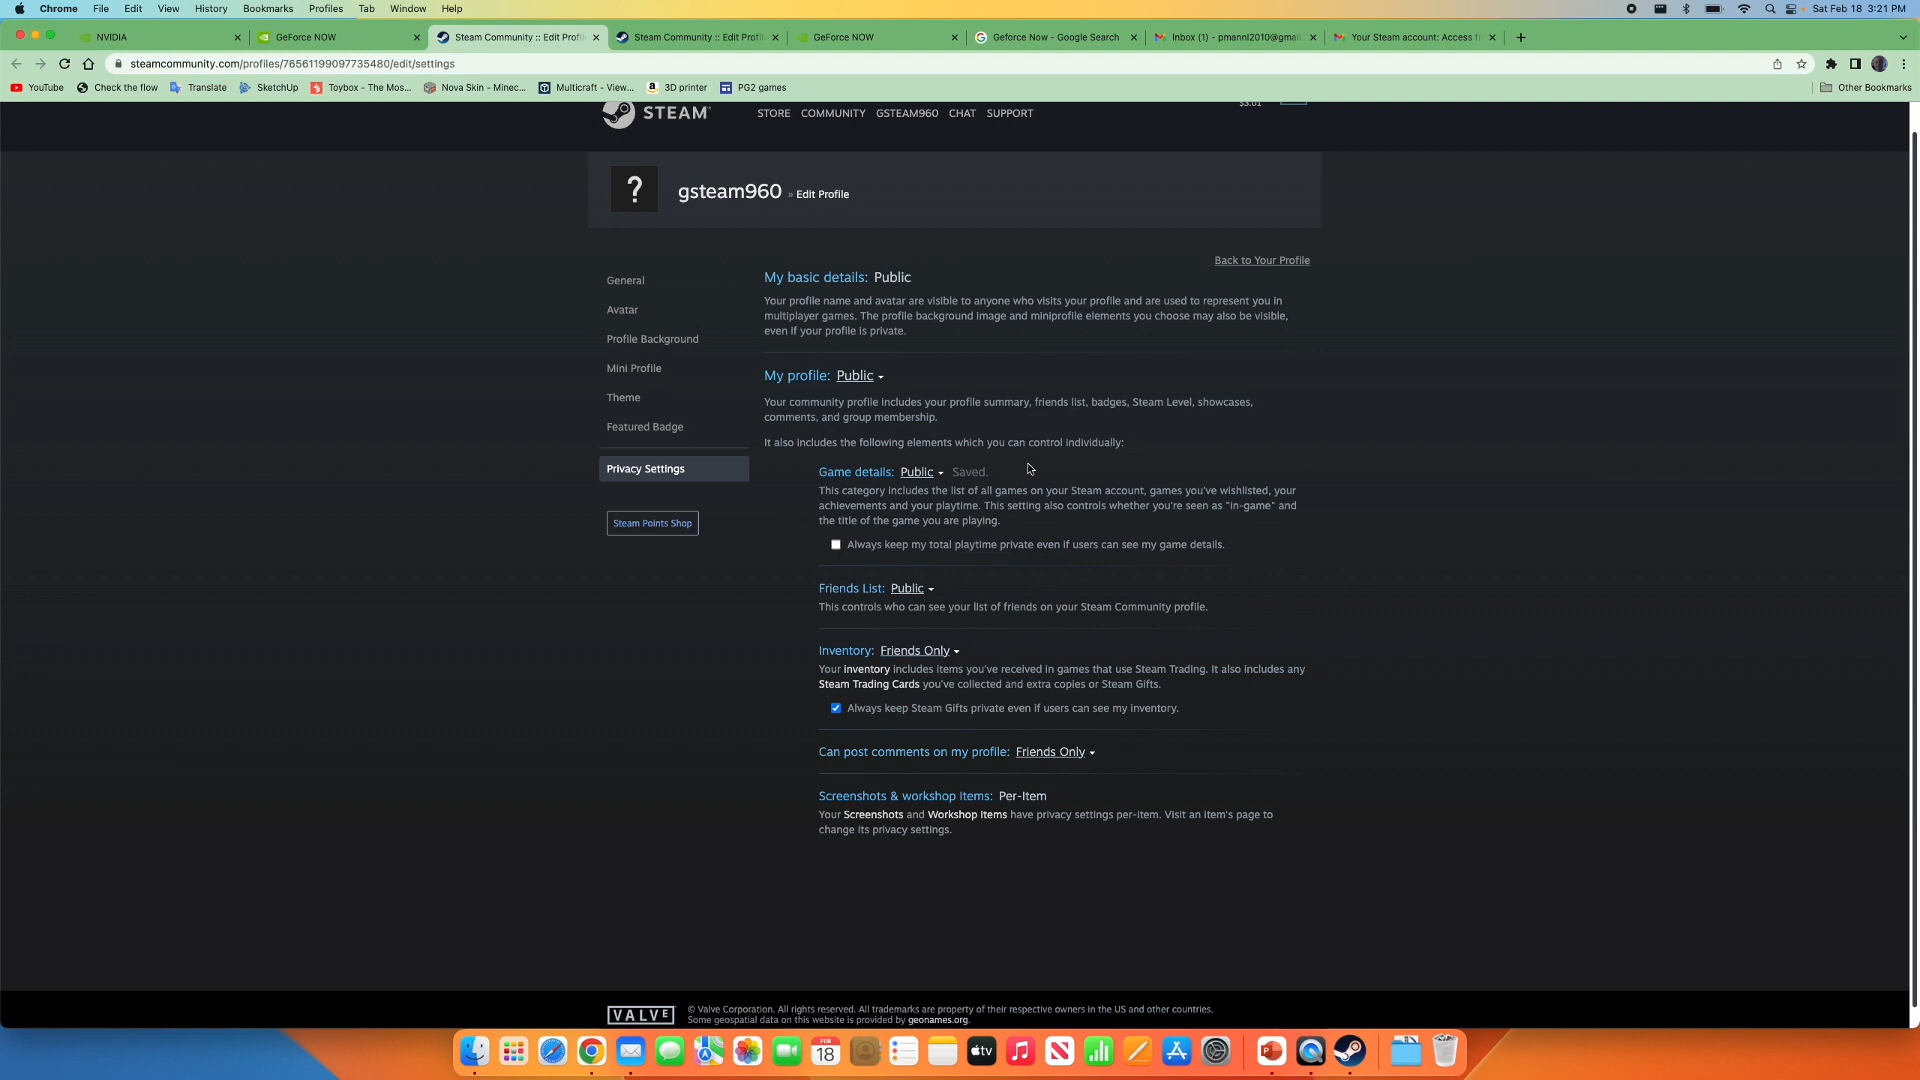 Chrome File Edit View History Bookmarks Profiles Tab Window Help Sat Feb 18 3:21 PM
NVIDIA GeForce NOW Steam Community :: Edit Profil Steam Community :: Edit Profil GeForce NOW Geforce Now - Google Search Inbox (1) - pmannl2010@gmai Your Steam account: Access f
steamcommunity.com/profiles/76561199097735480/edit/settings
YouTube Check the flow Translate SketchUp Toybox - The Mos... Nova Skin - Minec... Multicraft - View... 3D printer PG2 games Other Bookmarks
STEAM STORE COMMUNITY GSTEAM960 CHAT SUPPORT
gsteam960 » Edit Profile
Back to Your Profile
General
Avatar
Profile Background
Mini Profile
Theme
Featured Badge
Privacy Settings
Steam Points Shop
My basic details: Public
Your profile name and avatar are visible to anyone who visits your profile and are used to represent you in
multiplayer games. The profile background image and miniprofile elements you choose may also be visible,
even if your profile is private.
My profile: Public
Your community profile includes your profile summary, friends list, badges, Steam Level, showcases,
comments, and group membership.
It also includes the following elements which you can control individually:
Game details: Public Saved.
This category includes the list of all games on your Steam account, games you've wishlisted, your
achievements and your playtime. This setting also controls whether you're seen as "in-game" and
the title of the game you are playing.
Always keep my total playtime private even if users can see my game details.
Friends List: Public
This controls who can see your list of friends on your Steam Community profile.
Inventory: Friends Only
Your inventory includes items you've received in games that use Steam Trading. It also includes any
Steam Trading Cards you've collected and extra copies or Steam Gifts.
Always keep Steam Gifts private even if users can see my inventory.
Can post comments on my profile: Friends Only
Screenshots & workshop items: Per-Item
Your Screenshots and Workshop Items have privacy settings per-item. Visit an item's page to
change its privacy settings.
VALVE © Valve Corporation. All rights reserved. All trademarks are property of their respective owners in the US and other countries.
Some geospatial data on this website is provided by geonames.org.
FEB
18
tv